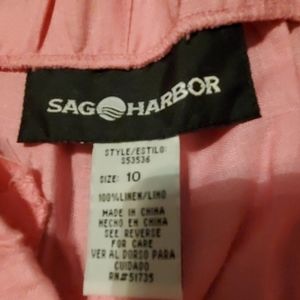 SAG HARBOR
STYLE/ESTILO:
S53536
SIZE: 10
100%LINEN/LINO
MADE IN CHINA
HECHO EN CHINA
SEE REVERSE
FOR CARE
VER AL DORSO PARA
CUIDADO
RN#51735